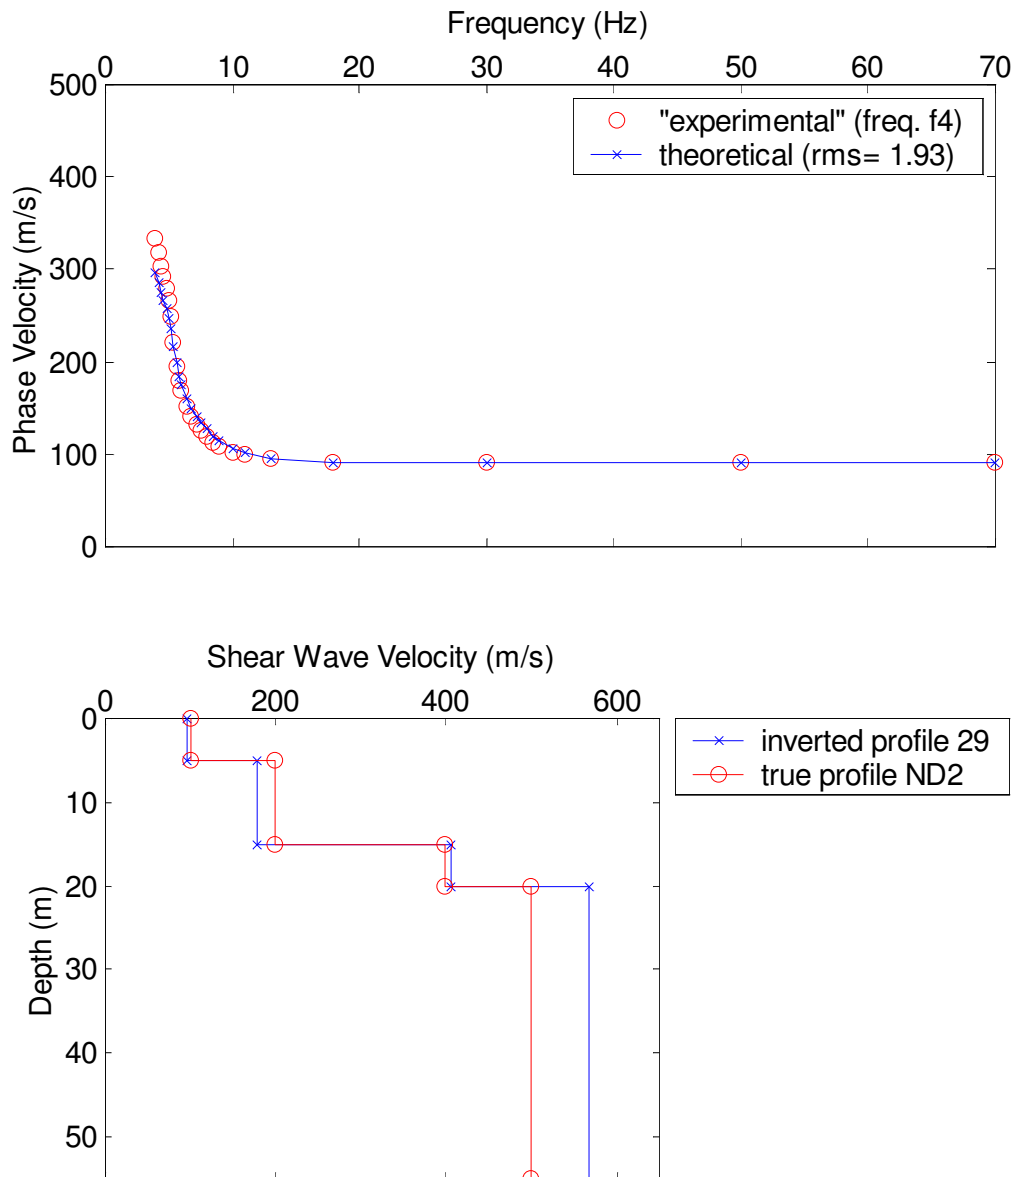 Frequency (Hz)
0 10 20 30 40 50 60 70
500
400
300
200
100
0
Phase Velocity (m/s)
"experimental" (freq. f4)
theoretical (rms= 1.93)
Shear Wave Velocity (m/s)
0 200 400 600
0
10
20
30
40
50
Depth (m)
inverted profile 29
true profile ND2